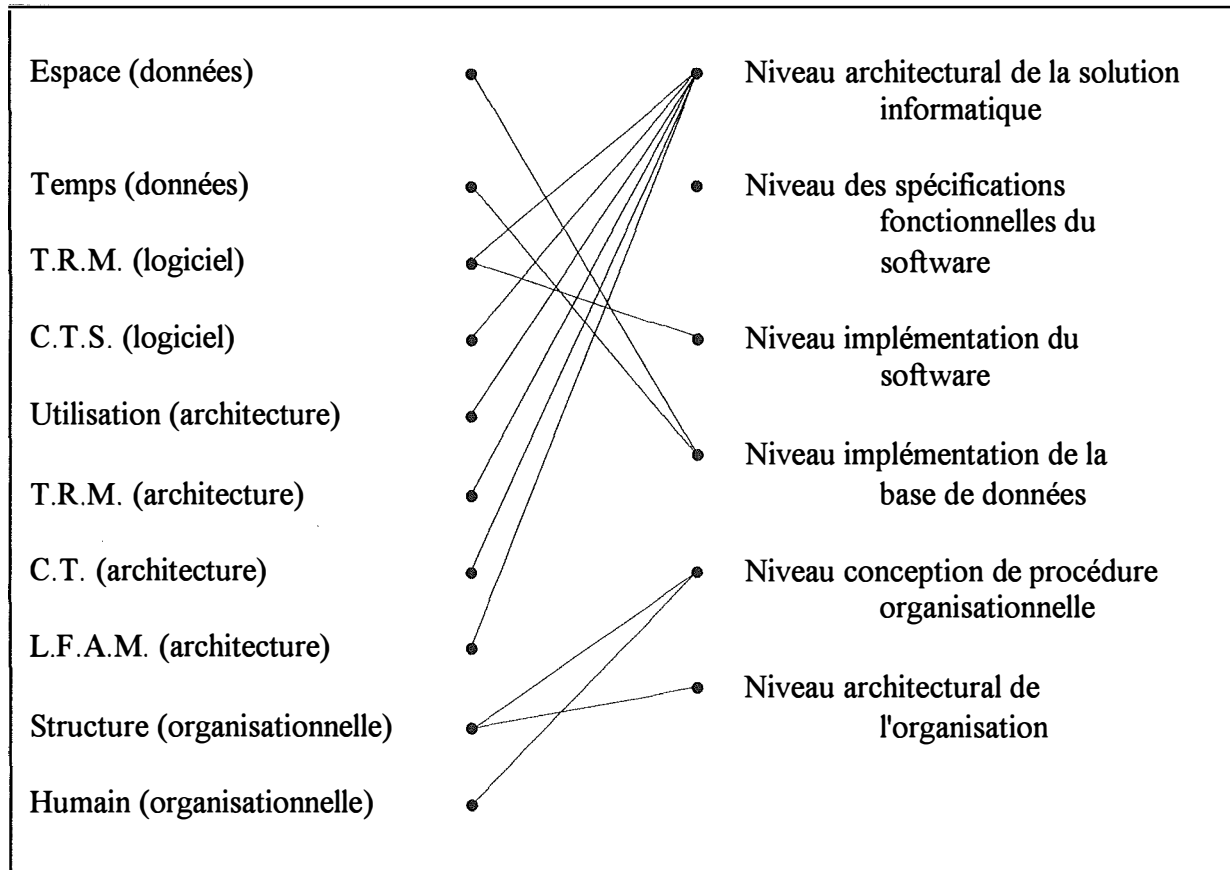 Espace (données)
Temps (données)
T.R.M. (logiciel)
C.T.S. (logiciel)
Utilisation (architecture)
T.R.M. (architecture)
C.T. (architecture)
L.F.A.M. (architecture)
Structure (organisationnelle)
Humain (organisationnelle)
Niveau architectural de la solution
informatique
Niveau des spécifications
fonctionnelles du
software
Niveau implémentation du
software
Niveau implémentation de la
base de données
Niveau conception de procédure
organisationnelle
Niveau architectural de
l'organisation